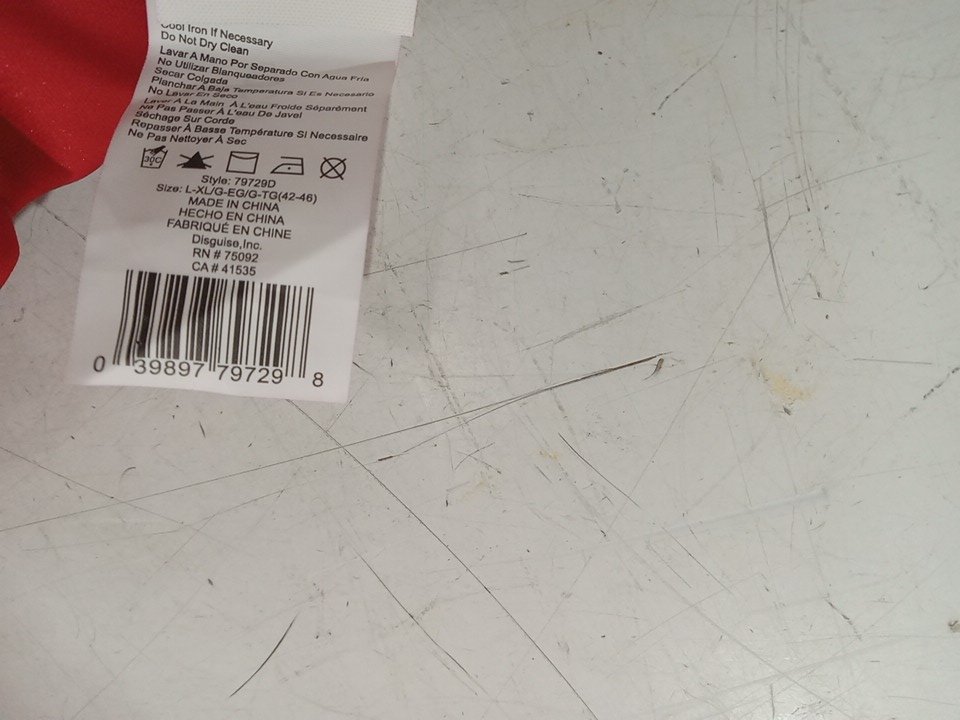 Cool Iron If Necessary
Do Not Dry Clean
Lavar A Mano Por Separado Con Agua Fria
No Utilizar Blanqueadores
Secar Colgada
Planchar A Baja Temperatura Si Es Necesario
No Lavar En Seco
Laver À La Main À L'eau Froide Séparément
Ne Pas Passer À L'eau De Javel
Séchage Sur Corde
Repasser À Basse Température Si Necessaire
Ne Pas Nettoyer À Sec
30C
Style: 79729D
Size: L-XL/G-EG/G-TG(42-46)
MADE IN CHINA
HECHO EN CHINA
FABRIQUÉ EN CHINE
Disguise,Inc.
RN # 75092
CA # 41535
0 39897 79729 8